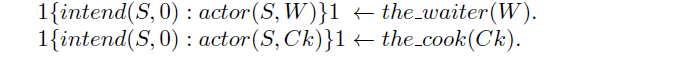 1{intend(S, 0) : actor(S, W)}1 ← the_waiter(W).
1{intend(S, 0) : actor(S, Ck)}1 ← the_cook(Ck).